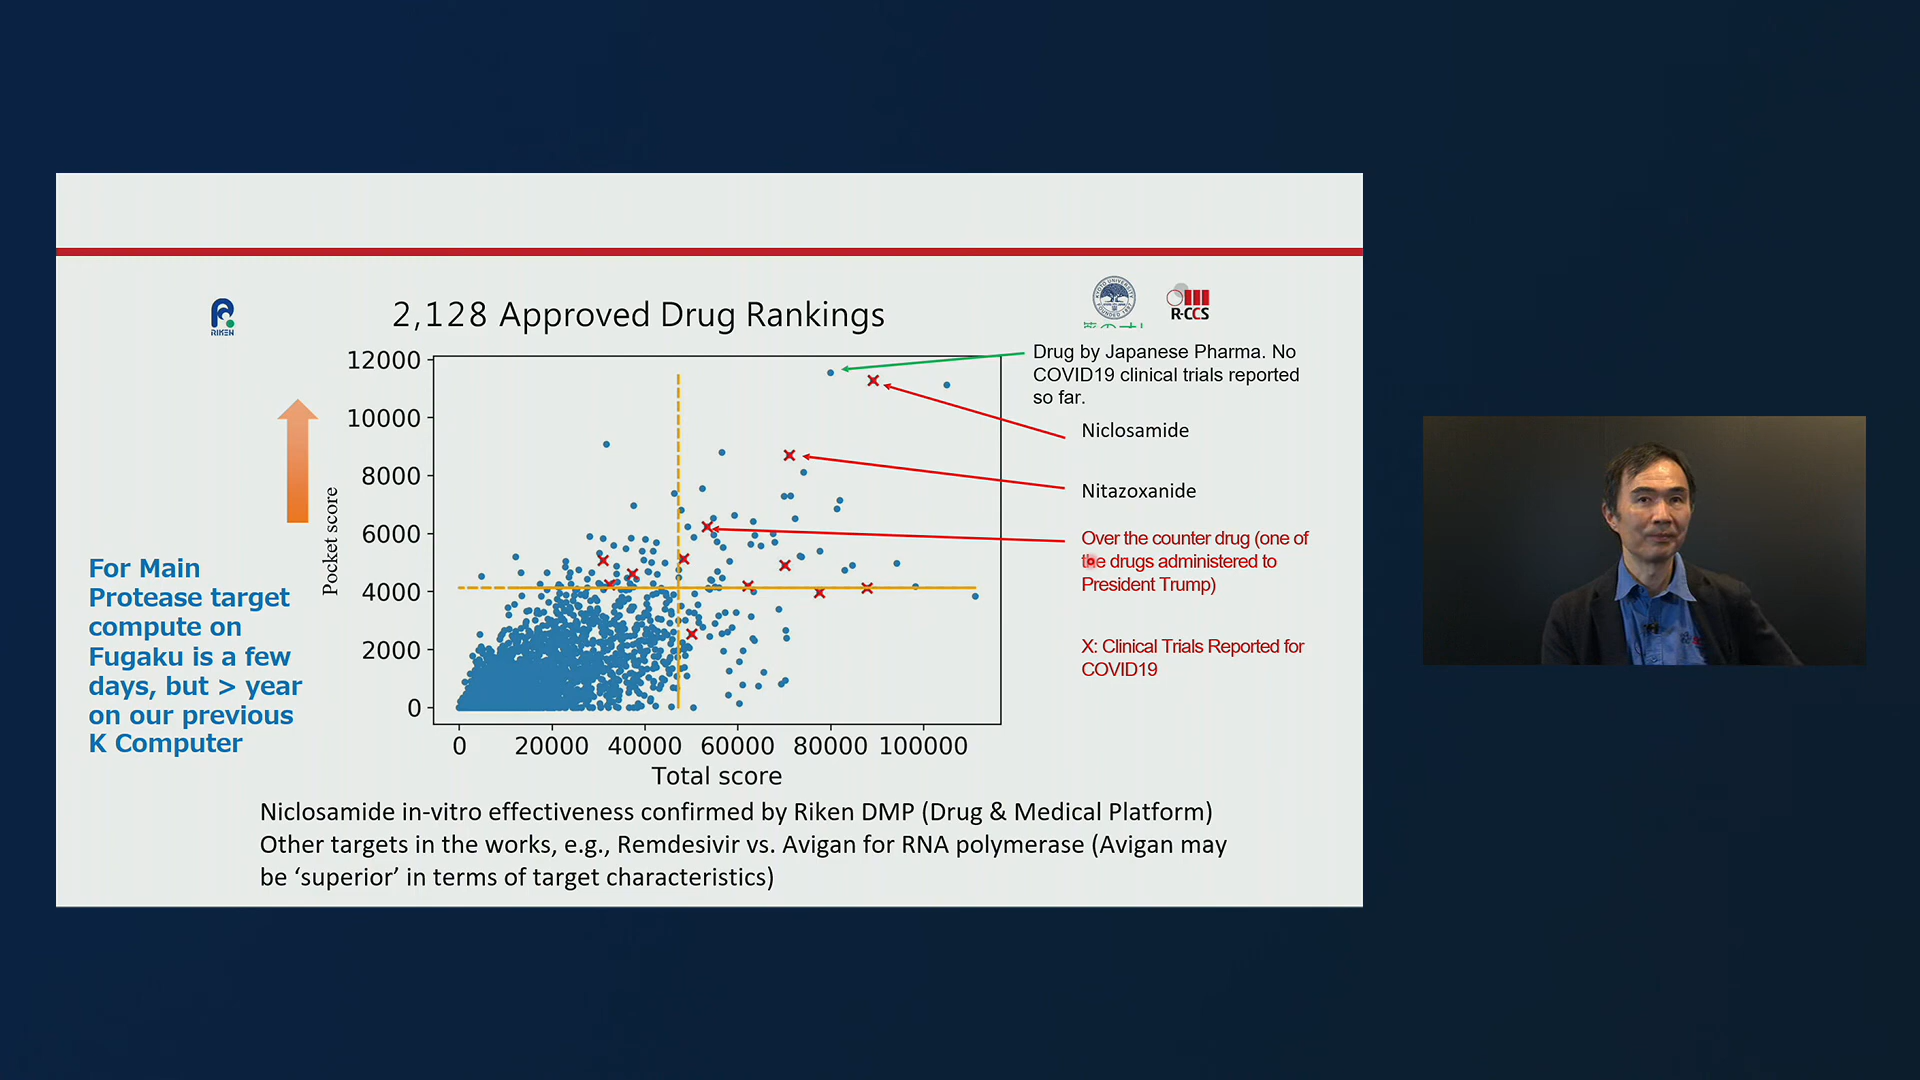 2,128 Approved Drug Rankings
RIKEN
KYOTO UNIVERSITY
R-CCS
12000
10000
8000
6000
4000
2000
0
Pocket score
0 20000 40000 60000 80000 100000
Total score
Drug by Japanese Pharma. No
COVID19 clinical trials reported
so far.
Niclosamide
Nitazoxanide
Over the counter drug (one of
the drugs administered to
President Trump)
X: Clinical Trials Reported for
COVID19
For Main
Protease target
compute on
Fugaku is a few
days, but > year
on our previous
K Computer
Niclosamide in-vitro effectiveness confirmed by Riken DMP (Drug & Medical Platform)
Other targets in the works, e.g., Remdesivir vs. Avigan for RNA polymerase (Avigan may
be ‘superior’ in terms of target characteristics)